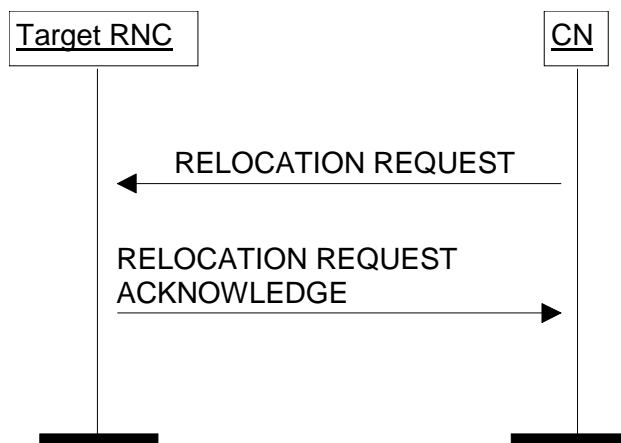 Target RNC
CN
RELOCATION REQUEST
RELOCATION REQUEST
ACKNOWLEDGE